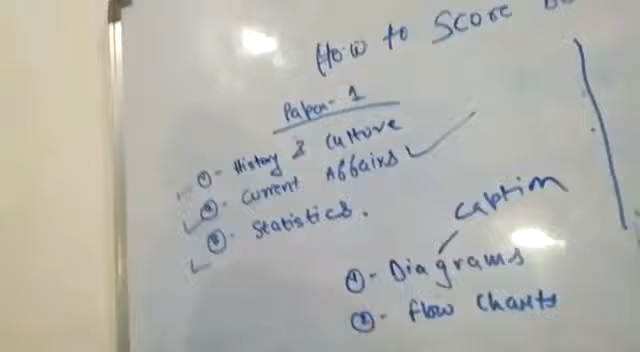 How to Score
Paper-1
①- History & Culture
②- Current Affairs ✓
③- Statistics.
Caption
①- Diagrams
②- Flow Charts